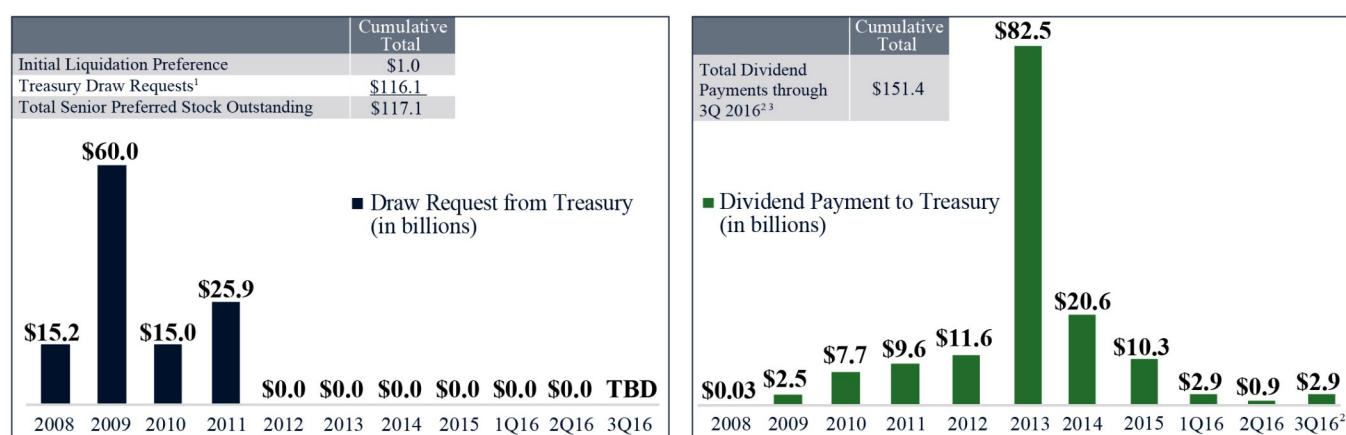 Cumulative
Total
Initial Liquidation Preference $1.0
Treasury Draw Requests¹ $116.1
Total Senior Preferred Stock Outstanding $117.1
$60.0
■ Draw Request from Treasury
(in billions)
$25.9
$15.2 $15.0
$0.0 $0.0 $0.0 $0.0 $0.0 $0.0 TBD
2008 2009 2010 2011 2012 2013 2014 2015 1Q16 2Q16 3Q16
Cumulative
Total
Total Dividend
Payments through $151.4
3Q 2016² ³
$82.5
■ Dividend Payment to Treasury
(in billions)
$20.6
$11.6
$10.3
$9.6
$7.7
$0.03 $2.5 $2.9 $0.9 $2.9
2008 2009 2010 2011 2012 2013 2014 2015 1Q16 2Q16 3Q16²